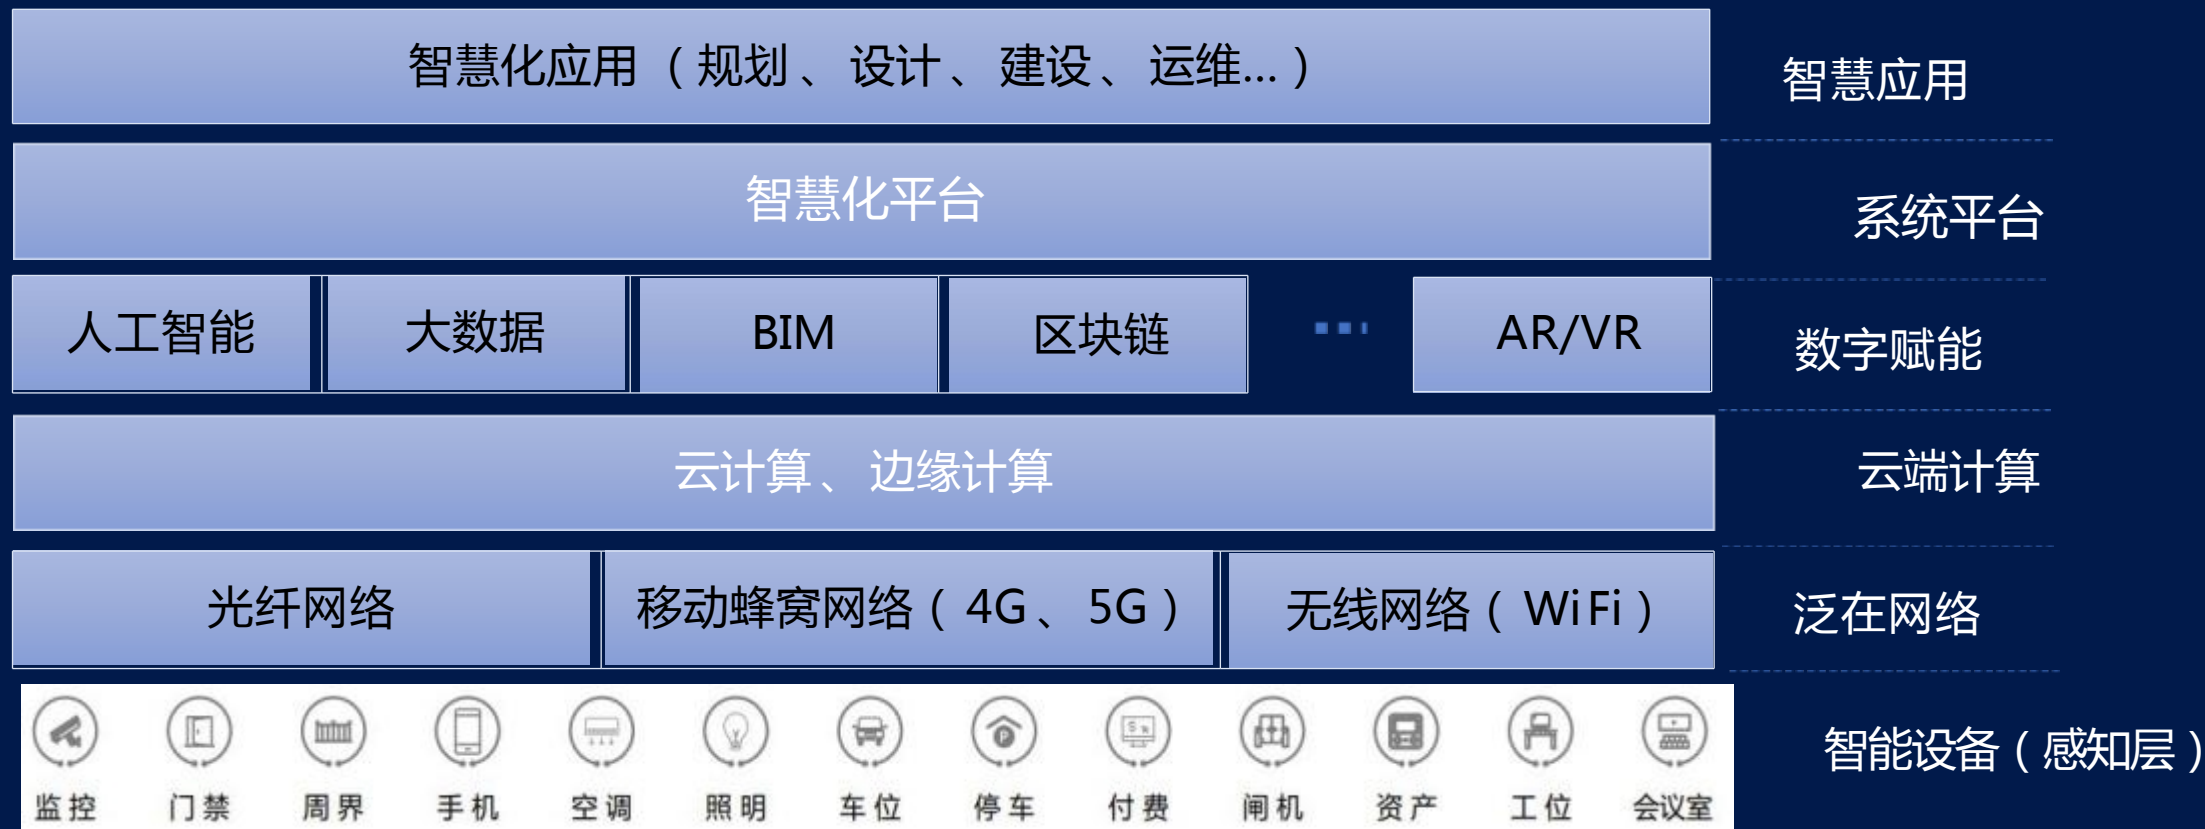 智慧化应用（规划、设计、建设、运维...）
智慧应用
智慧化平台
系统平台
人工智能
大数据
BIM
区块链
...
AR/VR
数字赋能
云计算、边缘计算
云端计算
光纤网络
移动蜂窝网络（4G、5G）
无线网络（WiFi）
泛在网络
智能设备（感知层）
监控
门禁
周界
手机
空调
照明
车位
停车
付费
闸机
资产
工位
会议室